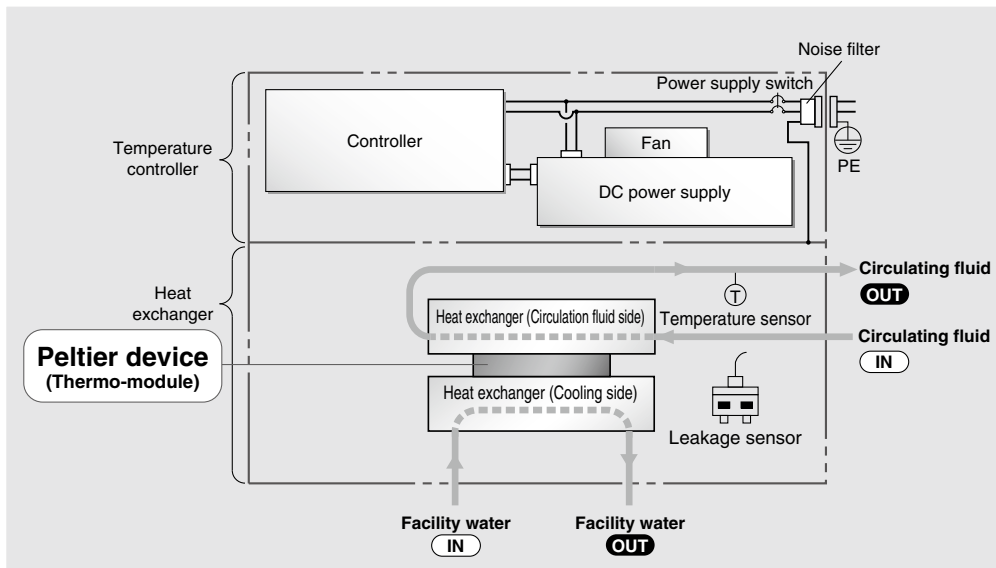 Noise filter
Power supply switch
Controller
Fan
DC power supply
PE
Temperature
controller
Heat
exchanger
Circulating fluid
OUT
Heat exchanger (Circulation fluid side)
T
Temperature sensor
Circulating fluid
IN
Peltier device
(Thermo-module)
Heat exchanger (Cooling side)
Leakage sensor
Facility water
IN
Facility water
OUT